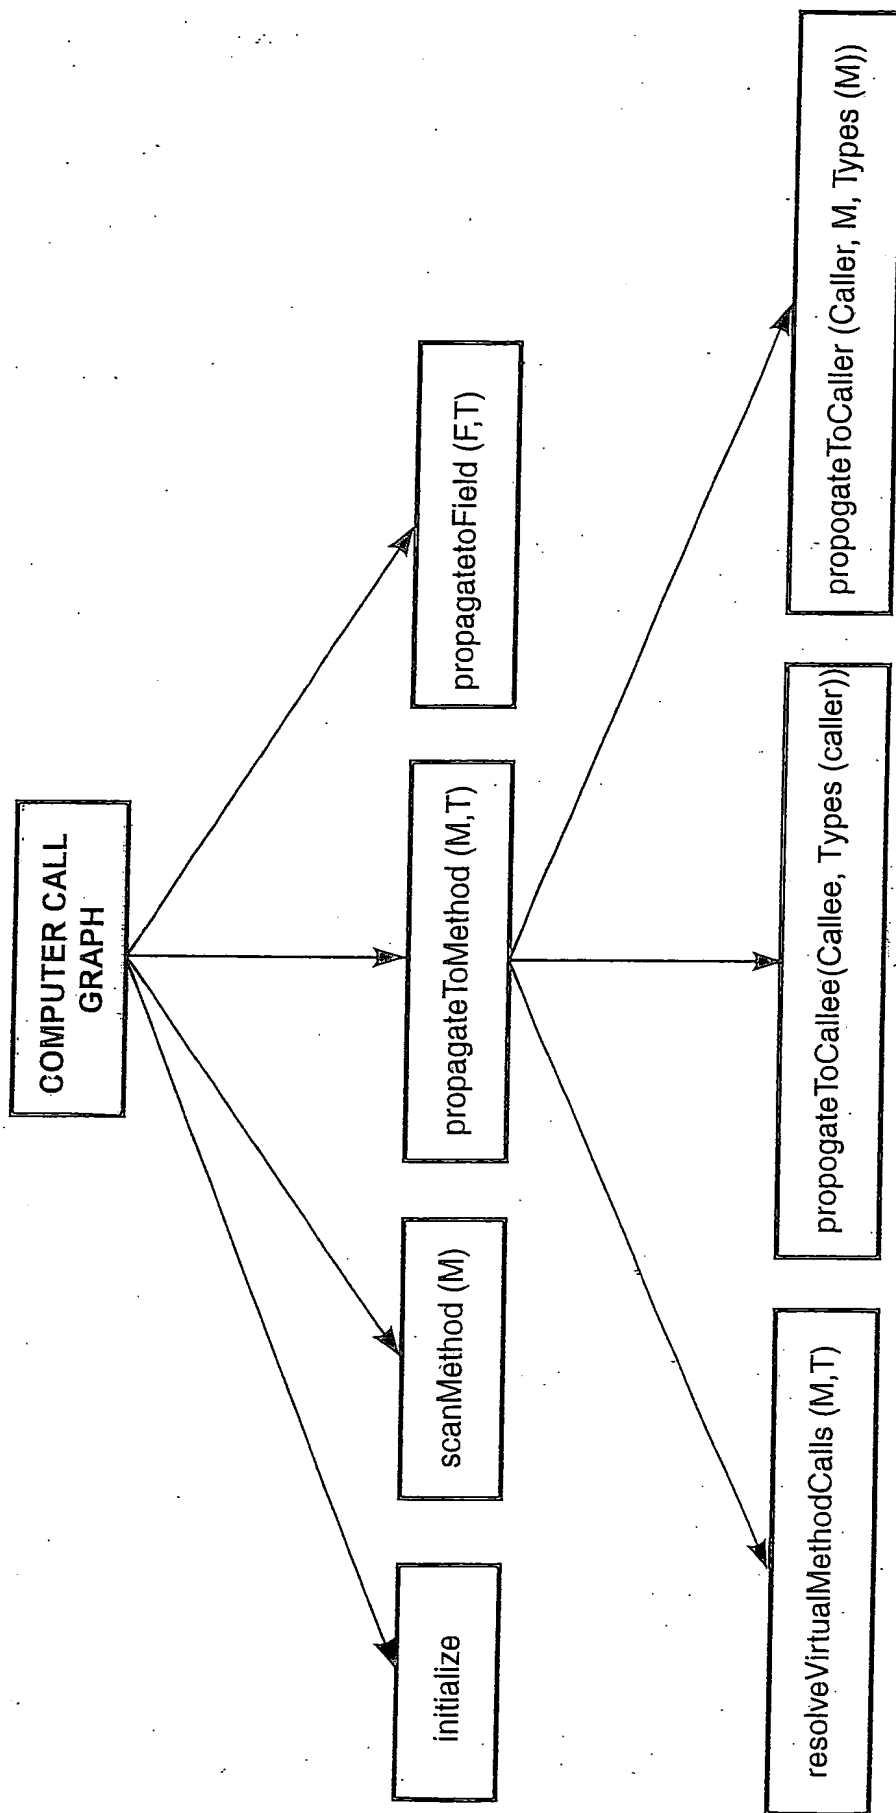 COMPUTER CALL
GRAPH
initialize
scanMethod (M)
propagateToMethod (M,T)
propagatetoField (F,T)
resolveVirtualMethodCalls (M,T)
propogateToCallee(Callee, Types (caller))
propogateToCaller (Caller, M, Types (M))